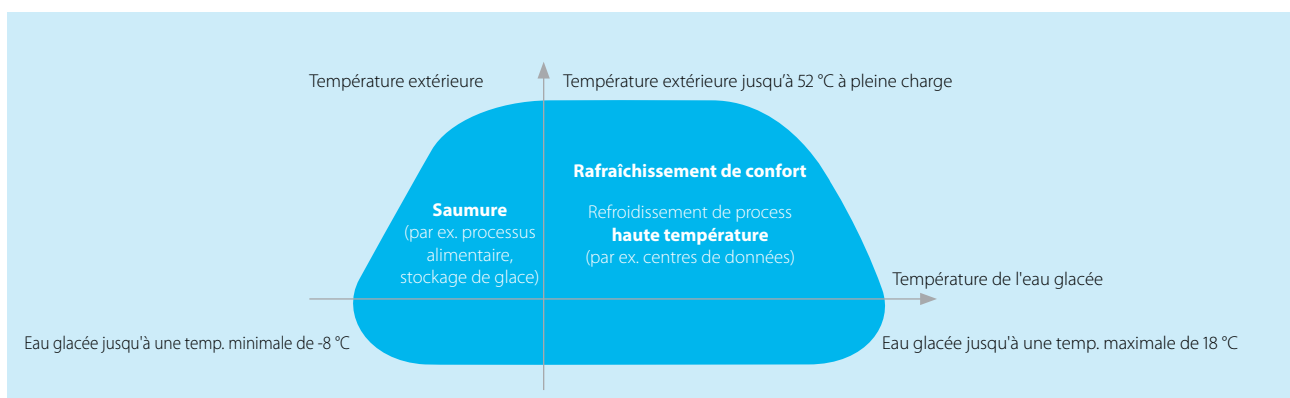 Température extérieure
Température extérieure jusqu’à 52 °C à pleine charge
Rafraîchissement de confort
Saumure
(par ex. processus
alimentaire,
stockage de glace)
Refroidissement de process
haute température
(par ex. centres de données)
Température de l'eau glacée
Eau glacée jusqu'à une temp. minimale de -8 °C
Eau glacée jusqu'à une temp. maximale de 18 °C